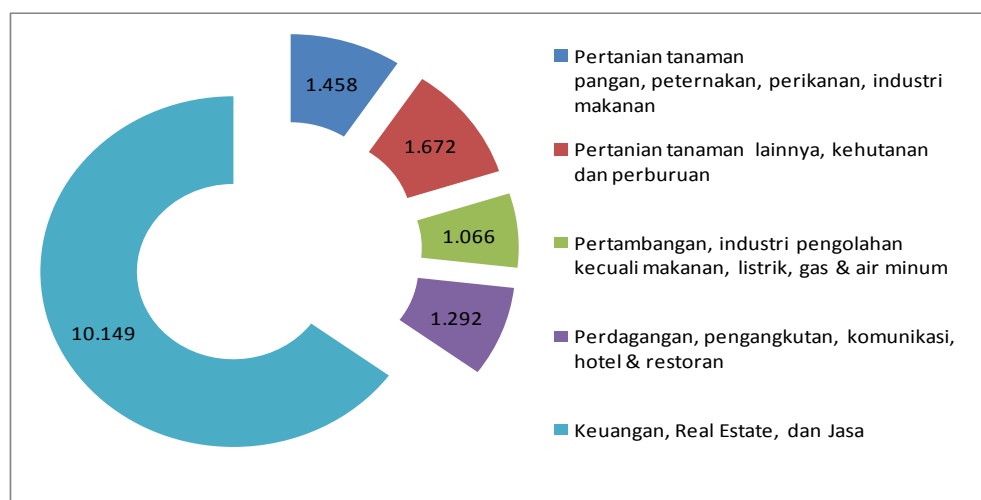 1.458
1.672
1.066
1.292
10.149
Pertanian tanaman
pangan, peternakan, perikanan, industri
makanan
Pertanian tanaman lainnya, kehutanan
dan perburuan
Pertambangan, industri pengolahan
kecuali makanan, listrik, gas & air minum
Perdagangan, pengangkutan, komunikasi,
hotel & restoran
Keuangan, Real Estate, dan Jasa